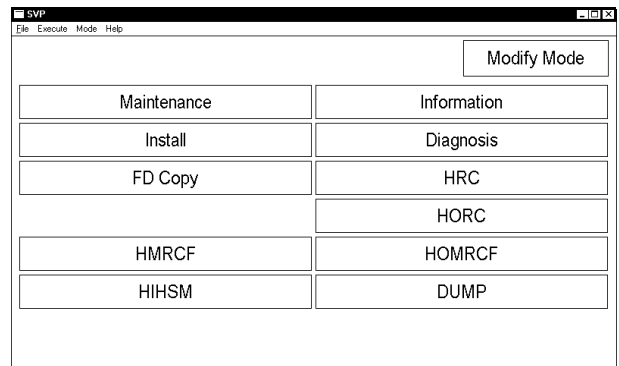 SVP
File Execute Mode Help
Modify Mode
Maintenance Information
Install Diagnosis
FD Copy HRC
HORC
HMRCF HOMRCF
HIHSM DUMP